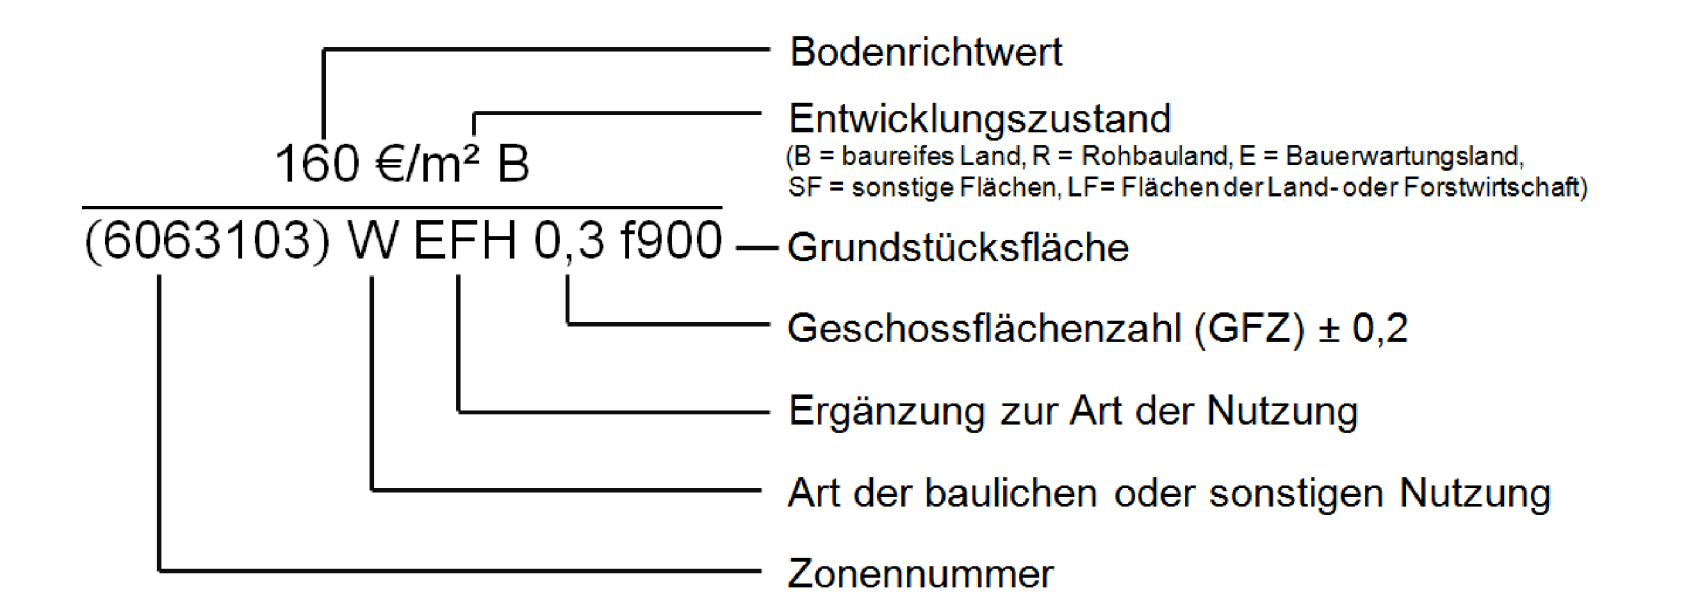 Bodenrichtwert
Entwicklungszustand
(B = baureifes Land, R = Rohbauland, E = Bauerwartungsland,
SF = sonstige Flächen, LF= Flächen der Land- oder Forstwirtschaft)
160 €/m² B
(6063103) W EFH 0,3 f900
Grundstücksfläche
Geschossflächenzahl (GFZ) ± 0,2
Ergänzung zur Art der Nutzung
Art der baulichen oder sonstigen Nutzung
Zonennummer